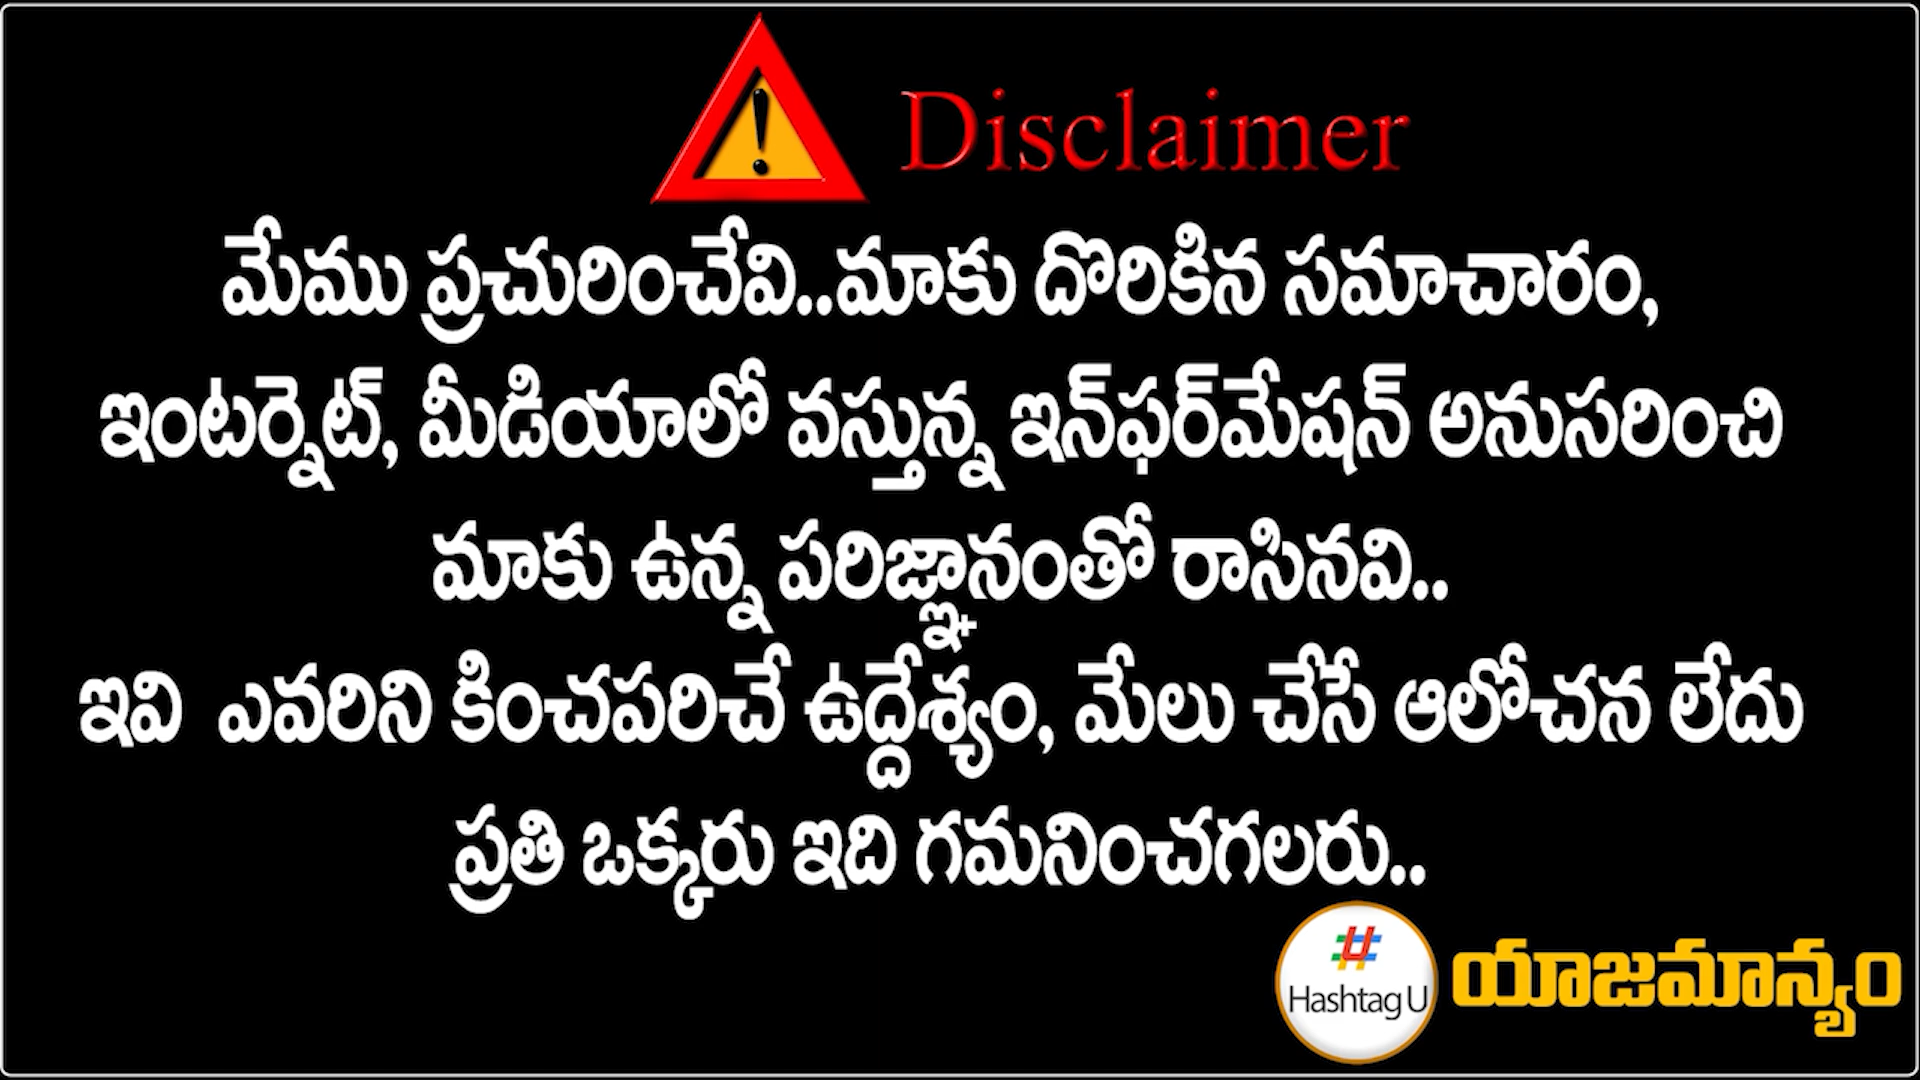 Disclaimer
మేము ప్రచురించేవి..మాకు దొరికిన సమాచారం,
ఇంటర్నెట్, మీడియాలో వస్తున్న ఇన్‌ఫర్‌మేషన్ అనుసరించి
మాకు ఉన్న పరిజ్ఞానంతో రాసినవి..
ఇవి ఎవరిని కించపరిచే ఉద్దేశ్యం, మేలు చేసే ఆలోచన లేదు
ప్రతి ఒక్కరు ఇది గమనించగలరు..
#
Hashtag U
యాజమాన్యం